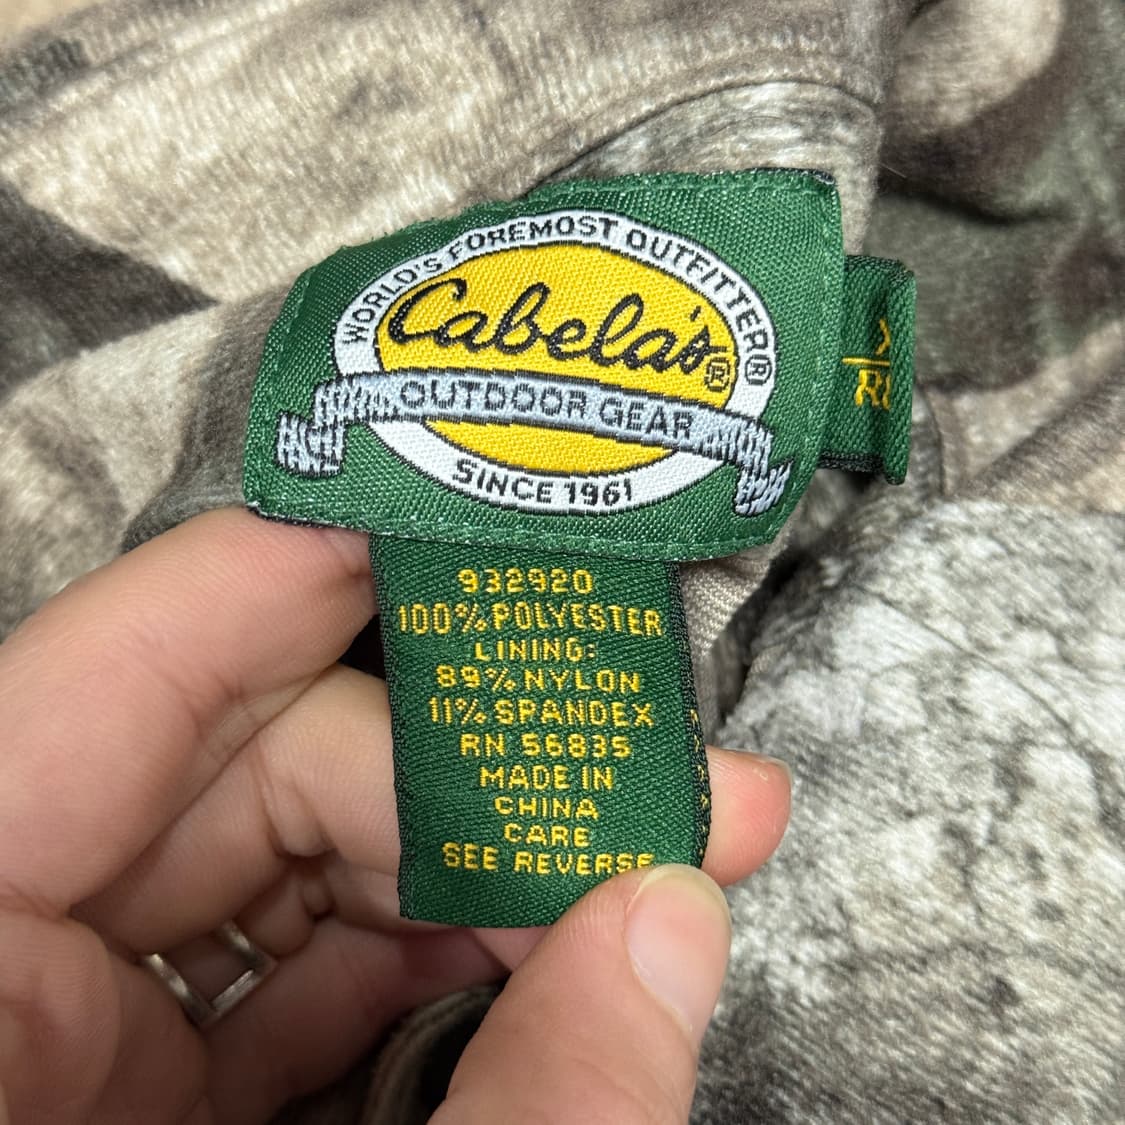 WORLD'S FOREMOST OUTFITTER®
Cabela's®
OUTDOOR GEAR
SINCE 1961
932920
100% POLYESTER
LINING:
89% NYLON
11% SPANDEX
RN 56835
MADE IN
CHINA
CARE
SEE REVERSE